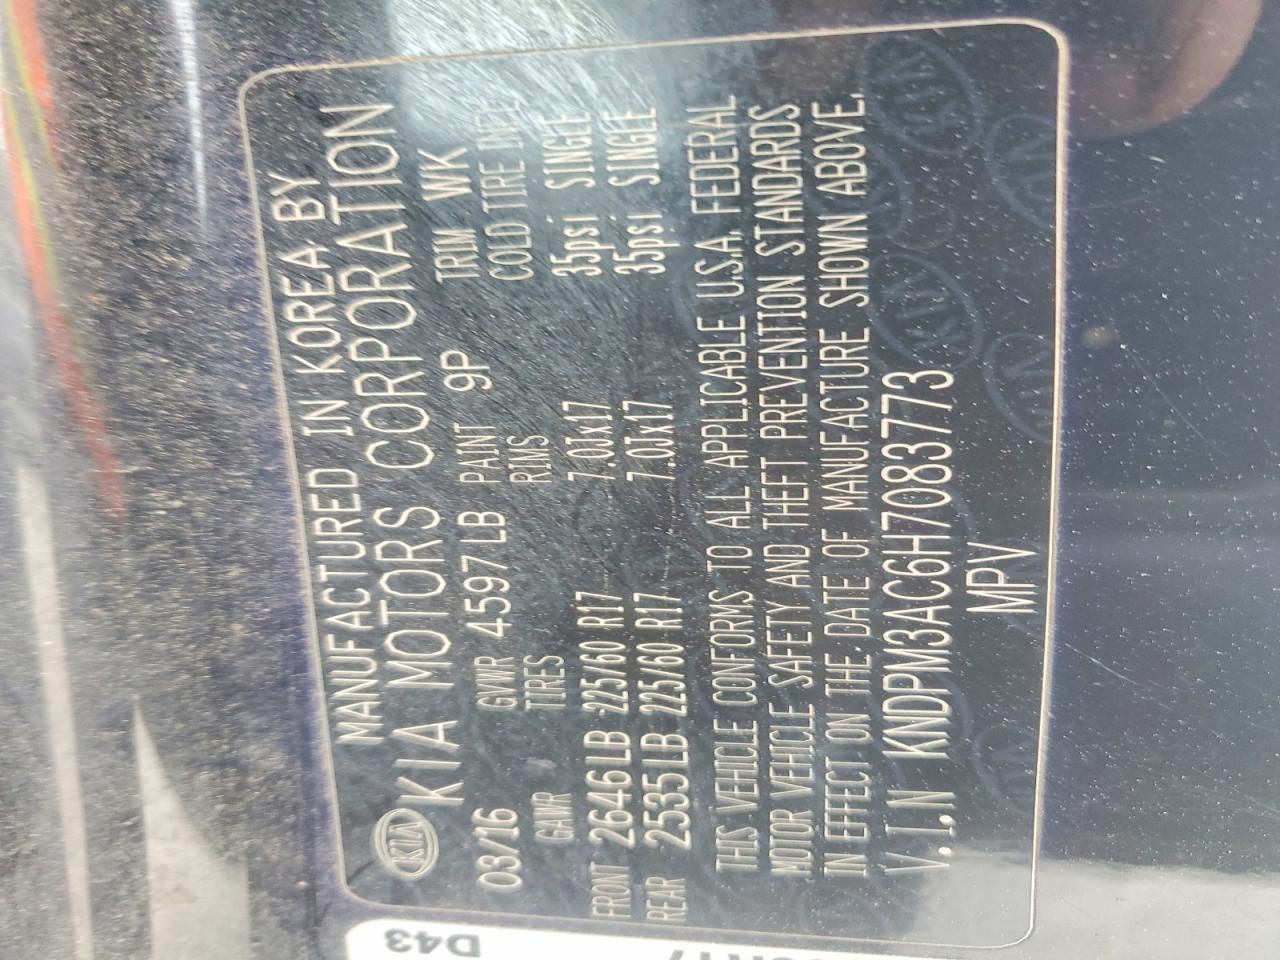 MANUFACTURED IN KOREA BY
KIA KIA MOTORS CORPORATION
03/16 GVWR 4597LB PAINT 9P TRIM WK
GAWR TIRES RIMS COLD TIRE INFL
FRONT 2646LB 225/60 R17 7.0Jx17 35psi SINGLE
REAR 2535LB 225/60 R17 7.0Jx17 35psi SINGLE
THIS VEHICLE CONFORMS TO ALL APPLICABLE U.S.A. FEDERAL
MOTOR VEHICLE SAFETY AND THEFT PREVENTION STANDARDS
IN EFFECT ON THE DATE OF MANUFACTURE SHOWN ABOVE.
V.I.N KNDPM3AC6H7083773
MPV
D43